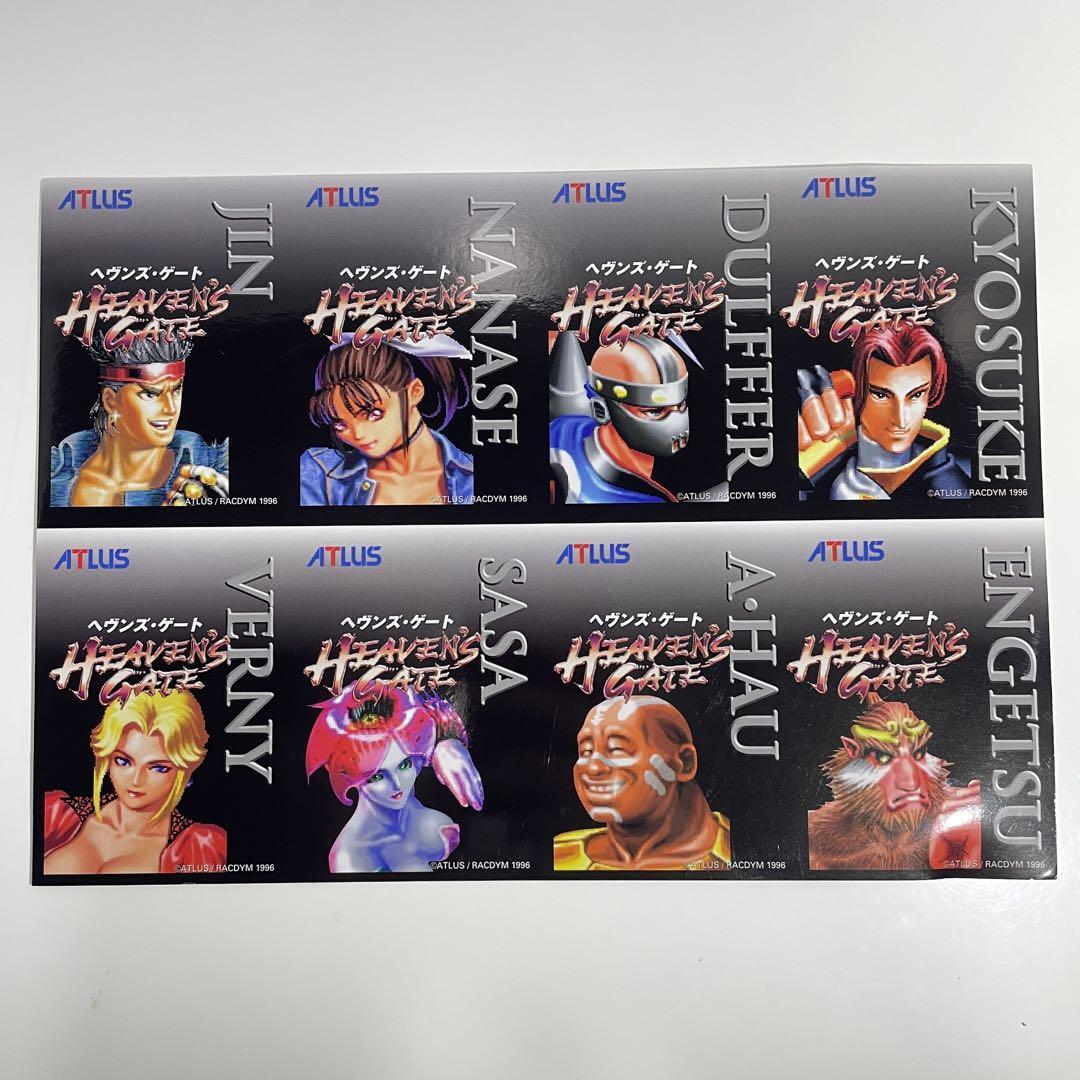 ATLUS
JIN
ヘヴンズ・ゲート
HEAVEN'S
GATE
©ATLUS / RACDYM 1996
ATLUS
NANASE
ヘヴンズ・ゲート
HEAVEN'S
GATE
©ATLUS / RACDYM 1996
ATLUS
DULFFER
ヘヴンズ・ゲート
HEAVEN'S
GATE
©ATLUS / RACDYM 1996
ATLUS
KYOSUKE
ヘヴンズ・ゲート
HEAVEN'S
GATE
©ATLUS / RACDYM 1996
ATLUS
VERNY
ヘヴンズ・ゲート
HEAVEN'S
GATE
©ATLUS / RACDYM 1996
ATLUS
SASA
ヘヴンズ・ゲート
HEAVEN'S
GATE
©ATLUS / RACDYM 1996
ATLUS
A·HAU
ヘヴンズ・ゲート
HEAVEN'S
GATE
©ATLUS / RACDYM 1996
ATLUS
ENGETSU
ヘヴンズ・ゲート
HEAVEN'S
GATE
©ATLUS / RACDYM 1996